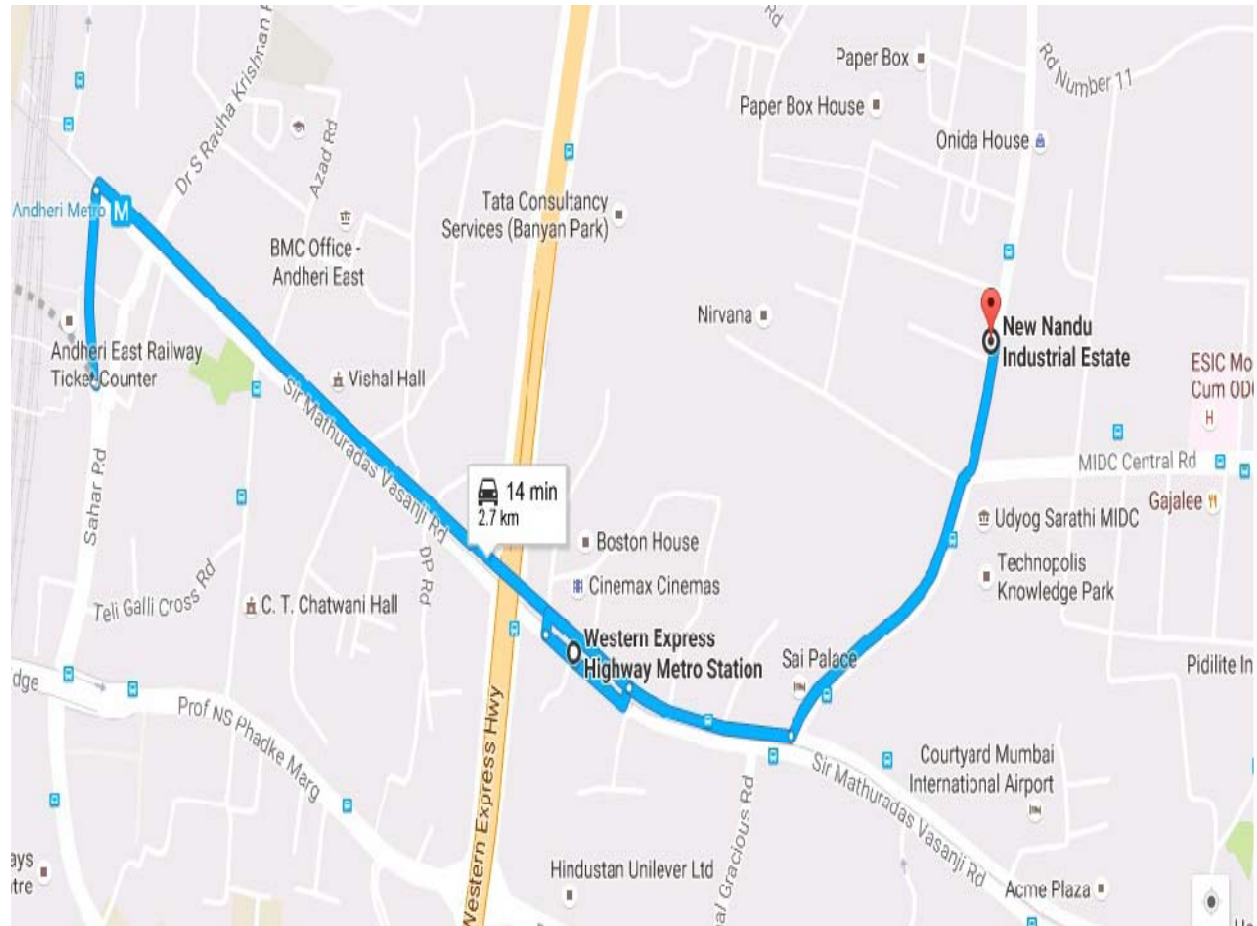 Rd
Paper Box
Rd Number 11
Paper Box House
Onida House
Dr S Radha Krishnan
Azad Rd
Andheri Metro M
Tata Consultancy
Services (Banyan Park)
BMC Office -
Andheri East
Nirvana
New Nandu
Industrial Estate
Andheri East Railway
Ticket Counter
Vishal Hall
ESIC Mo
Cum OD
H
Sir Mathuradas Vasanji Rd
MIDC Central Rd
Sahar Rd
14 min
2.7 km
Gajalee
Udyog Sarathi MIDC
Boston House
DP Rd
Technopolis
Knowledge Park
Cinemax Cinemas
Teli Galli Cross Rd
C. T. Chatwani Hall
Western Express
Highway Metro Station
Sai Palace
Pidilite In
dge
Prof NS Phadke Marg
Western Express Hwy
Courtyard Mumbai
International Airport
Sir Mathuradas Vasanji Rd
nal Gracious Rd
Hindustan Unilever Ltd
ays
tre
Acme Plaza